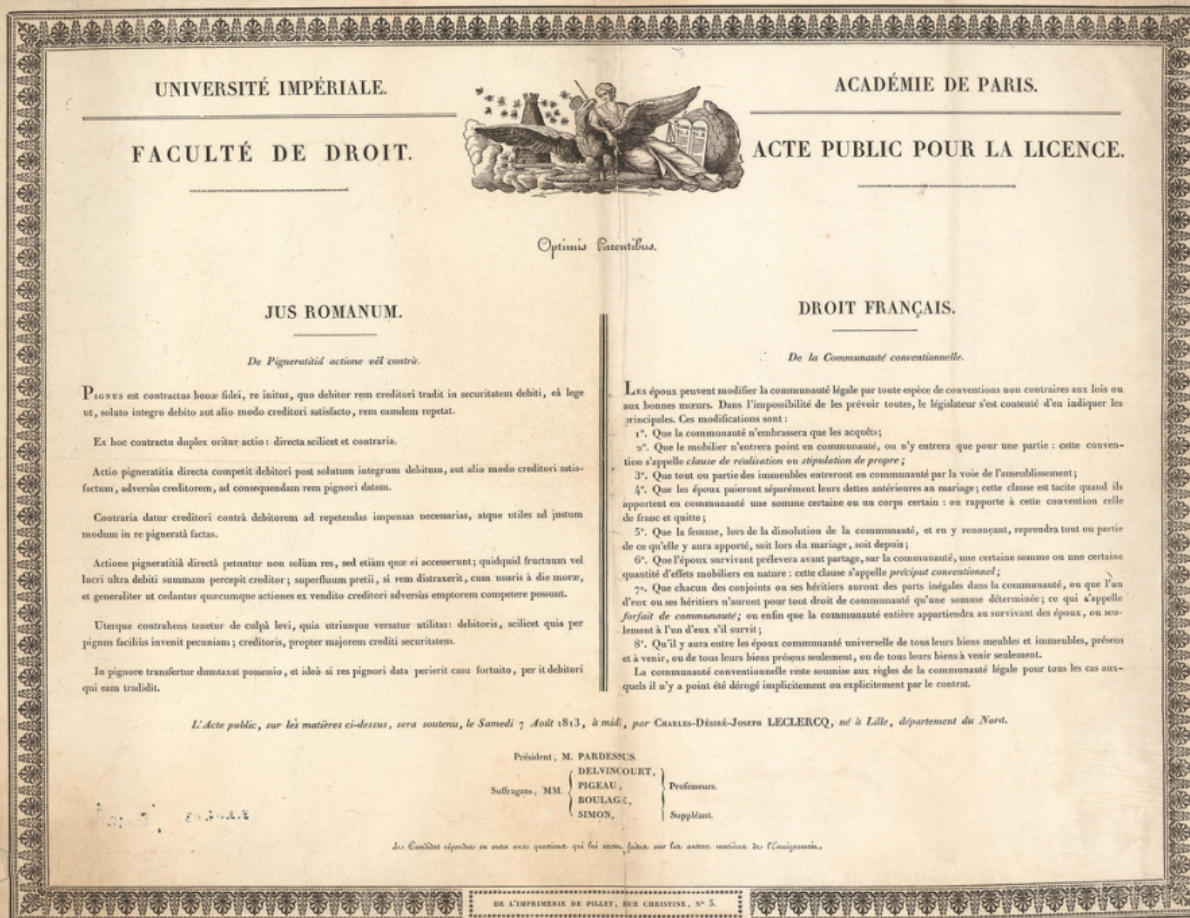 UNIVERSITÉ IMPÉRIALE.
FACULTÉ DE DROIT.
ACADÉMIE DE PARIS.
ACTE PUBLIC POUR LA LICENCE.
Optimis Parentibus.
JUS ROMANUM.
De Pigneratitiâ actione vel contrà.
PIGNUS est contractus bonæ fidei, re initus, quo debitor rem creditori tradit in securitatem debiti, eâ lege
ut, soluto integro debito aut alio modo creditori satisfacto, rem eamdem repetat.
Ex hoc contractu duplex oritur actio : directa scilicet et contraria.
Actio pigneratitia directa competit debitori post solutum integrum debitum, aut alio modo creditori satis-
factum, adversùs creditorem, ad consequendam rem pignori datam.
Contraria datur creditori contrà debitorem ad repetendas impensas necessarias, atque utiles ad justum
modum in re pigneratâ factas.
Actione pigneratitiâ directâ petuntur non solùm res, sed etiàm quæ ei accesserunt; quidquid fructuum vel
lucri ultra debiti summam percepit creditor; superfluum pretii, si rem distraxerit, cum usuris à die moræ,
et generaliter ut cedantur quæcumque actiones ex vendito creditori adversus emptorem competere possunt.
Uterque contrahens tenetur de culpâ levi, quia utriusque versatur utilitas : debitoris, scilicet quia per
pignus faciliùs invenit pecuniam; creditoris, propter majorem crediti securitatem.
In pignore transfertur duntaxat possessio, et ideò si res pignori data perierit casu fortuito, per it debitori
qui eam tradidit.
DROIT FRANÇAIS.
De la Communauté conventionnelle.
LES époux peuvent modifier la communauté légale par toute espèce de conventions non contraires aux lois ou
aux bonnes mœurs. Dans l'impossibilité de les prévoir toutes, le législateur s'est contenté d'en indiquer les
principales. Ces modifications sont :
1°. Que la communauté n'embrassera que les acquêts;
2°. Que le mobilier n'entrera point en communauté, ou n'y entrera que pour une partie : cette conven-
tion s'appelle clause de réalisation ou stipulation de propre;
3°. Que tout ou partie des immeubles entreront en communauté par la voie de l'ameublissement;
4°. Que les époux paieront séparément leurs dettes antérieures au mariage; cette clause est tacite quand ils
apportent en communauté une somme certaine ou un corps certain : on rapporte à cette convention celle
de franc et quitte;
5°. Que la femme, lors de la dissolution de la communauté, et en y renonçant, reprendra tout ou partie
de ce qu'elle y aura apporté, soit lors du mariage, soit depuis;
6°. Que l'époux survivant prélevera avant partage, sur la communauté, une certaine somme ou une certaine
quantité d'effets mobiliers en nature : cette clause s'appelle préciput conventionnel;
7°. Que chacun des conjoints ou ses héritiers auront des parts inégales dans la communauté, ou que l'un
d'eux ou ses héritiers n'auront pour tout droit de communauté qu'une somme déterminée; ce qui s'appelle
forfait de communauté; ou enfin que la communauté entière appartiendra au survivant des époux, ou seu-
lement à l'un d'eux s'il survit;
8°. Qu'il y aura entre les époux communauté universelle de tous leurs biens meubles et immeubles, présens
et à venir, ou de tous leurs biens présens seulement, ou de tous leurs biens à venir seulement.
La communauté conventionnelle reste soumise aux règles de la communauté légale pour tous les cas aux-
quels il n'y a point été dérogé implicitement ou explicitement par le contrat.
L'Acte public, sur les matières ci-dessus, sera soutenu, le Samedi 7 Août 1813, à midi, par CHARLES-DÉSIRÉ-JOSEPH LECLERCQ, né à Lille, département du Nord.
Président, M. PARDESSUS.
Suffragans, MM.
DELVINCOURT,
PIGEAU,
BOULAGE,
SIMON,
Professeurs.
Suppléant.
Le Candidat répondra en outre aux questions qui lui seront faites sur les autres matières de l'Enseignement.
DE L'IMPRIMERIE DE PILLET, RUE CHRISTINE, N° 5.